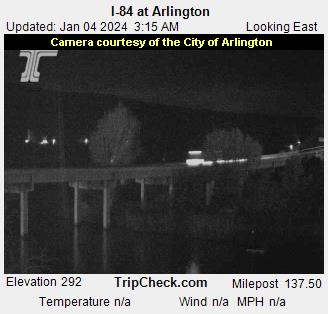 I-84 at Arlington
Updated: Jan 04 2024 3:15 AM Looking East
Camera courtesy of the City of Arlington
Elevation 292 TripCheck.com Milepost 137.50
Temperature n/a Wind n/a MPH n/a